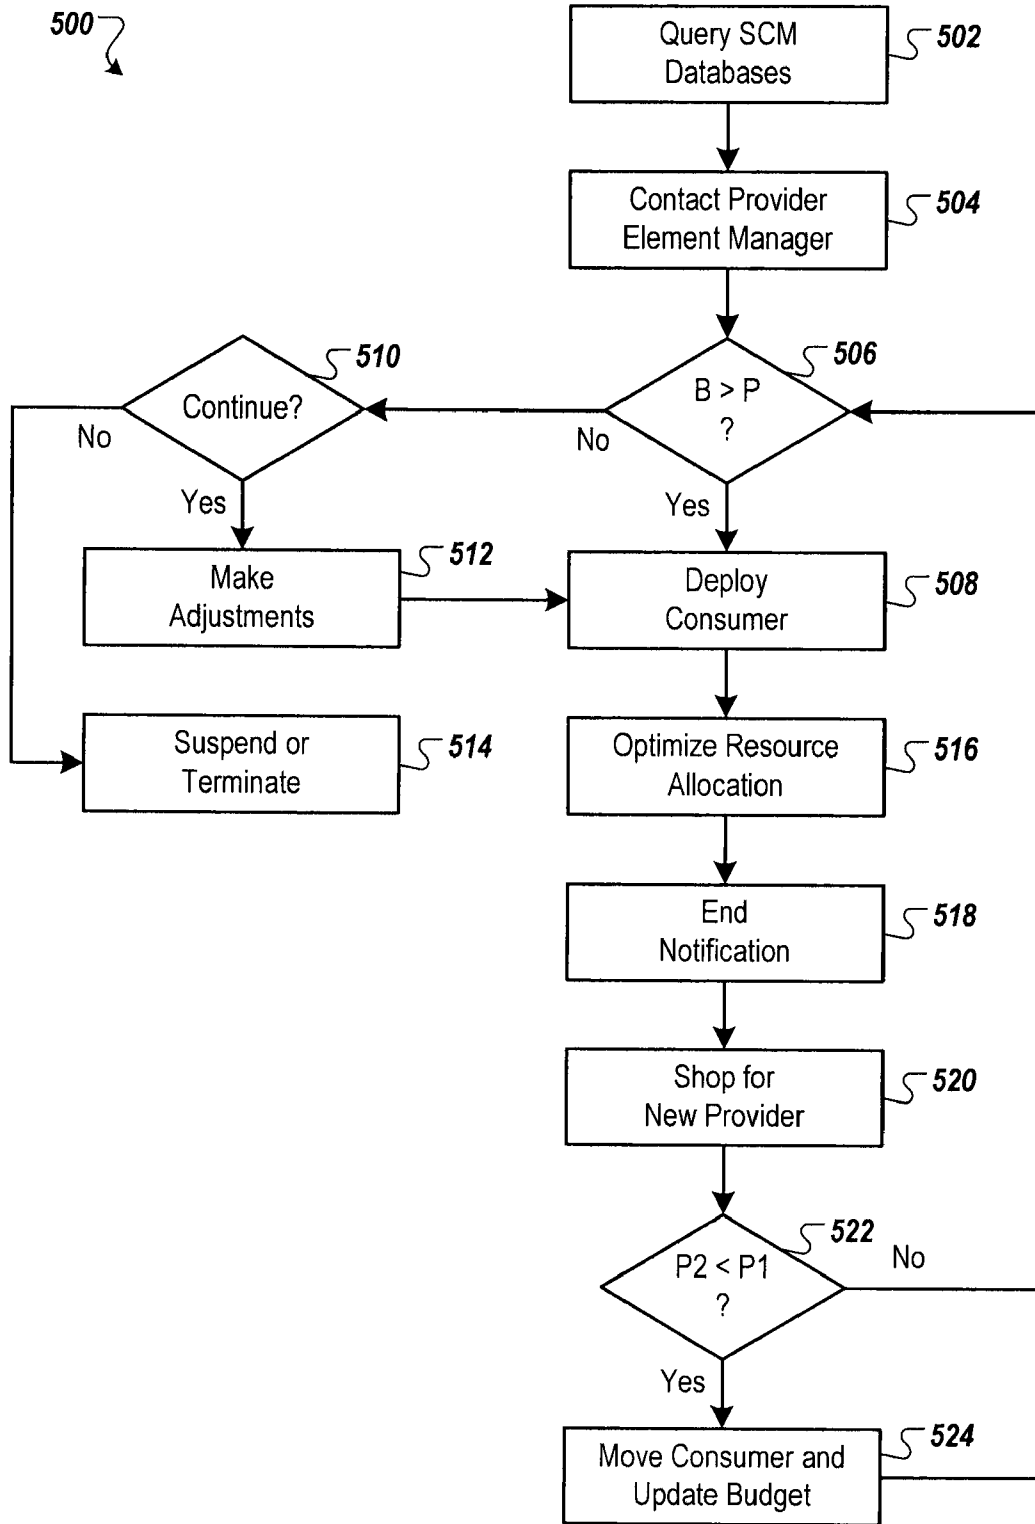 500
Query SCM
Databases
502
Contact Provider
Element Manager
504
510
Continue?
No
Yes
506
B > P
?
No
Yes
Make
Adjustments
512
Deploy
Consumer
508
Suspend or
Terminate
514
Optimize Resource
Allocation
516
End
Notification
518
Shop for
New Provider
520
522
P2 < P1
?
No
Yes
Move Consumer and
Update Budget
524